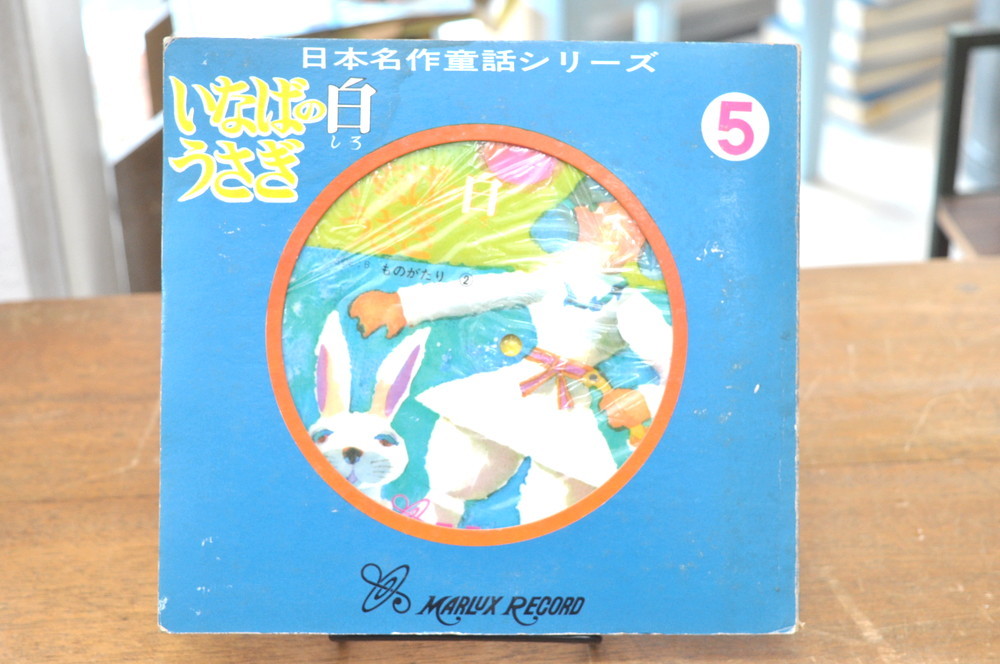 日本名作童話シリーズ
いなばの白
しろ
うさぎ
5
白
ものがたり ②
MARLUX RECORD